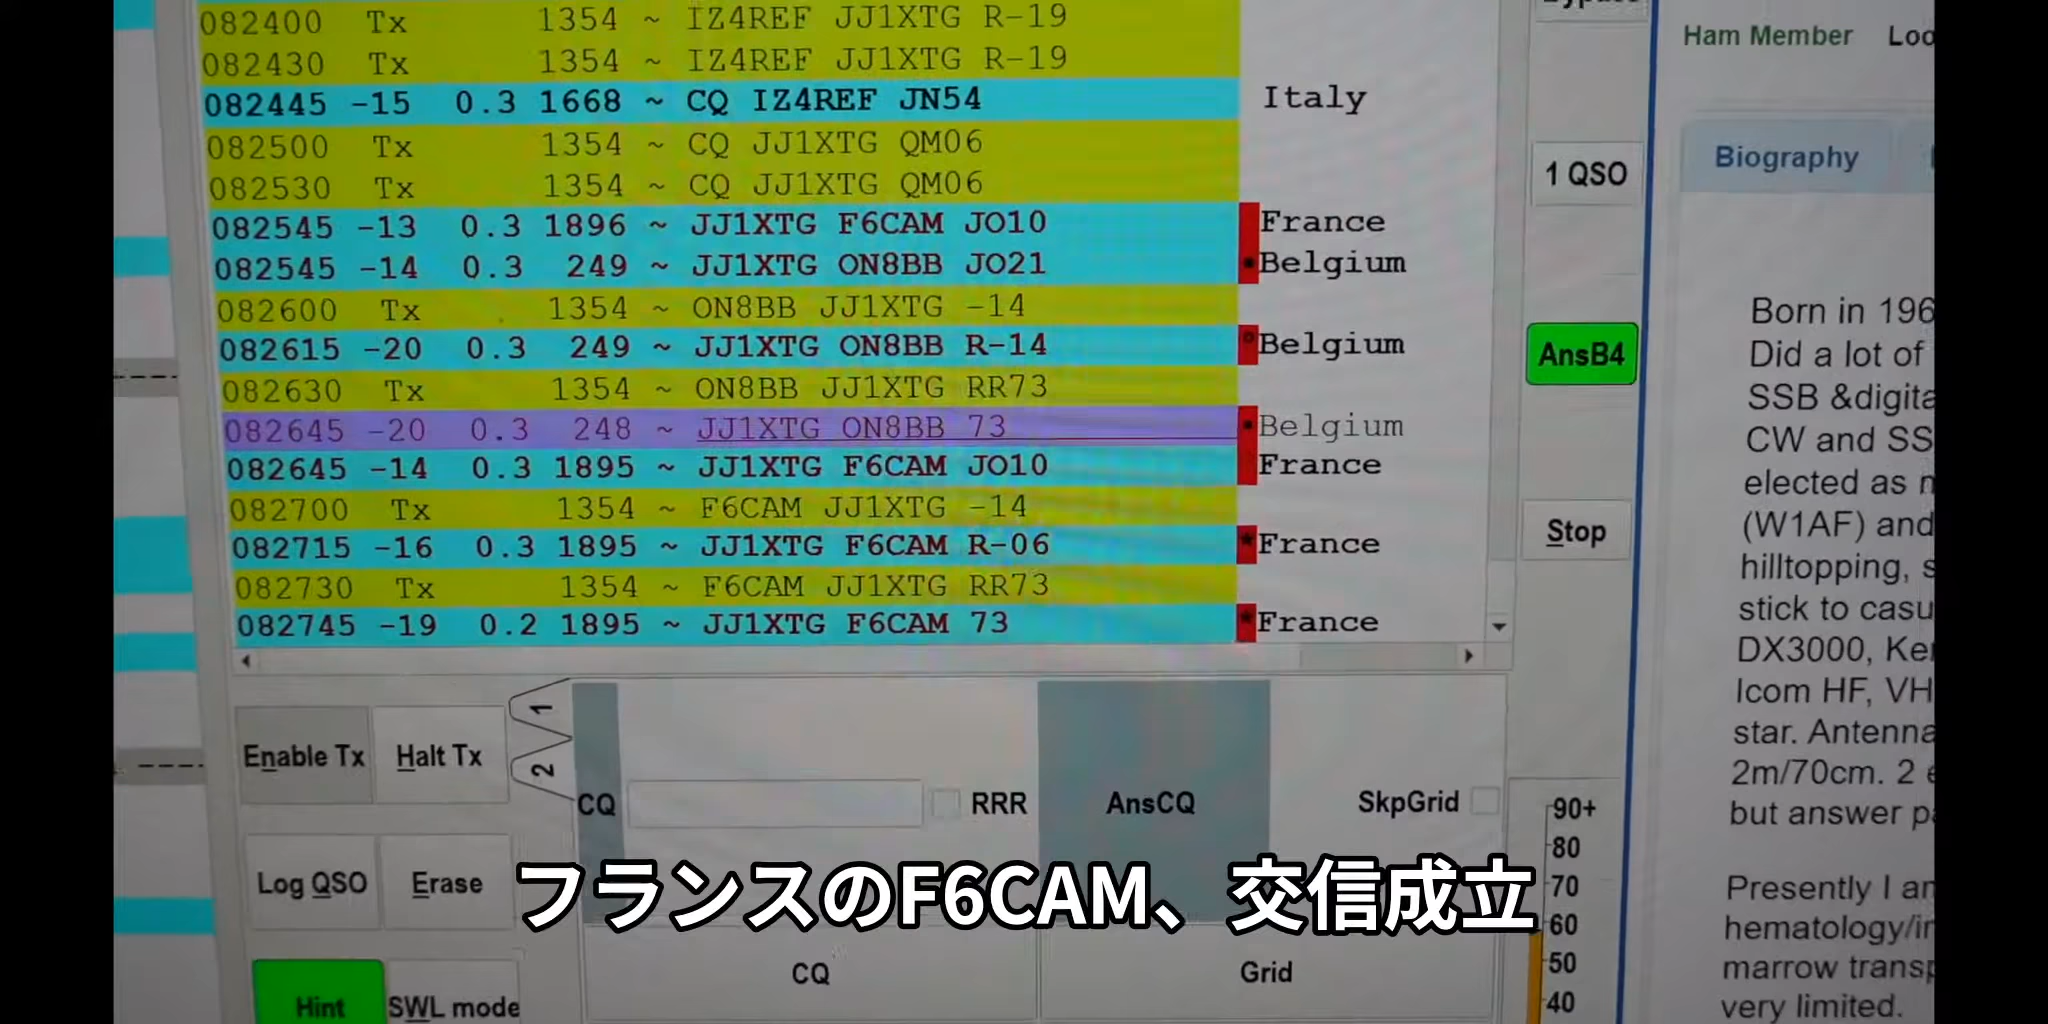 082400 Tx 1354 ~ IZ4REF JJ1XTG R-19
082430 Tx 1354 ~ IZ4REF JJ1XTG R-19
082445 -15 0.3 1668 ~ CQ IZ4REF JN54 Italy
082500 Tx 1354 ~ CQ JJ1XTG QM06
082530 Tx 1354 ~ CQ JJ1XTG QM06
082545 -13 0.3 1896 ~ JJ1XTG F6CAM JO10 France
082545 -14 0.3 249 ~ JJ1XTG ON8BB JO21 Belgium
082600 Tx 1354 ~ ON8BB JJ1XTG -14
082615 -20 0.3 249 ~ JJ1XTG ON8BB R-14 Belgium
082630 Tx 1354 ~ ON8BB JJ1XTG RR73
082645 -20 0.3 248 ~ JJ1XTG ON8BB 73 Belgium
082645 -14 0.3 1895 ~ JJ1XTG F6CAM JO10 France
082700 Tx 1354 ~ F6CAM JJ1XTG -14
082715 -16 0.3 1895 ~ JJ1XTG F6CAM R-06 France
082730 Tx 1354 ~ F6CAM JJ1XTG RR73
082745 -19 0.2 1895 ~ JJ1XTG F6CAM 73 France
1 QSO
AnsB4
Stop
Enable Tx Halt Tx
1
2
CQ RRR AnsCQ SkpGrid
Log QSO Erase
Hint SWL mode
CQ Grid
90+
80
70
60
50
40
Ham Member
Biography
Born in
Did a lot of
SSB
CW and
elected as
(W1AF) and
hilltopping,
stick to
DX3000,
Icom HF,
star.
2m/70cm. 2
but answer
Presently I
marrow
very limited.
フランスのF6CAM、交信成立